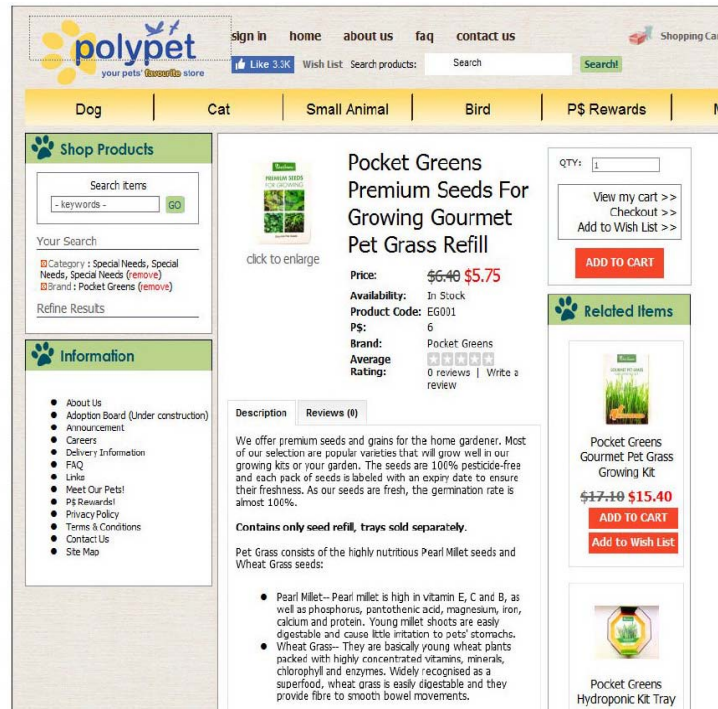 polypet
your pets' favourite store
sign in home about us faq contact us
Shopping Car
Like 3.3K Wish List Search products: Search Search!
Dog Cat Small Animal Bird P$ Rewards
Shop Products
Search items
- keywords - GO
Your Search
Category : Special Needs, Special
Needs, Special Needs (remove)
Brand : Pocket Greens (remove)
Refine Results
Information
About Us
Adoption Board (Under construction)
Announcement
Careers
Delivery Information
FAQ
Links
Meet Our Pets!
P$ Rewards!
Privacy Policy
Terms & Conditions
Contact Us
Site Map
PREMIUM SEEDS
FOR GROWING
click to enlarge
Pocket Greens
Premium Seeds For
Growing Gourmet
Pet Grass Refill
Price: $6.40 $5.75
Availability: In Stock
Product Code: EG001
P$: 6
Brand: Pocket Greens
Average
Rating: 0 reviews | Write a
review
Description Reviews (0)
We offer premium seeds and grains for the home gardener. Most
of our selection are popular varieties that will grow well in our
growing kits or your garden. The seeds are 100% pesticide-free
and each pack of seeds is labeled with an expiry date to ensure
their freshness. As our seeds are fresh, the germination rate is
almost 100%.
Contains only seed refill, trays sold separately.
Pet Grass consists of the highly nutritious Pearl Millet seeds and
Wheat Grass seeds:
Pearl Millet-- Pearl millet is high in vitamin E, C and B, as
well as phosphorus, pantothenic acid, magnesium, iron,
calcium and protein. Young millet shoots are easily
digestable and cause little irritation to pets' stomachs.
Wheat Grass-- They are basically young wheat plants
packed with highly concentrated vitamins, minerals,
chlorophyll and enzymes. Widely recognised as a
superfood, wheat grass is easily digestable and they
provide fibre to smooth bowel movements.
QTY: 1
View my cart >>
Checkout >>
Add to Wish List >>
ADD TO CART
Related Items
Pocket Greens
Gourmet Pet Grass
Growing Kit
$17.10 $15.40
ADD TO CART
Add to Wish List
Pocket Greens
Hydroponic Kit Tray